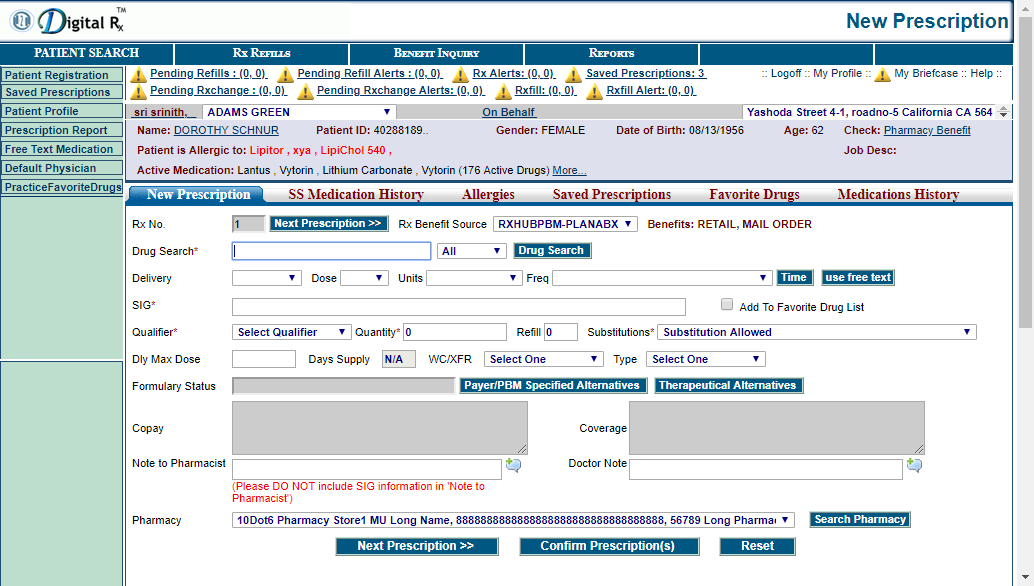 Digital Rx TM
New Prescription
PATIENT SEARCH RX REFILLS BENEFIT INQUIRY REPORTS
Patient Registration
Saved Prescriptions
Patient Profile
Prescription Report
Free Text Medication
Default Physician
PracticeFavoriteDrugs
Pending Refills : (0, 0) Pending Refill Alerts : (0, 0) Rx Alerts: (0, 0) Saved Prescriptions: 3 :: Logoff :: My Profile :: My Briefcase :: Help ::
Pending Rxchange : (0, 0) Pending Rxchange Alerts: (0, 0) Rxfill: (0, 0) Rxfill Alert: (0, 0)
sri srinith, ADAMS GREEN On Behalf Yashoda Street 4-1, roadno-5 California CA 564
Name: DOROTHY SCHNUR Patient ID: 40288189.. Gender: FEMALE Date of Birth: 08/13/1956 Age: 62 Check: Pharmacy Benefit
Patient is Allergic to: Lipitor , xya , LipiChol 540 , Job Desc:
Active Medication: Lantus , Vytorin , Lithium Carbonate , Vytorin (176 Active Drugs) More...
New Prescription SS Medication History Allergies Saved Prescriptions Favorite Drugs Medications History
Rx No. 1 Next Prescription >> Rx Benefit Source RXHUBPBM-PLANABX Benefits: RETAIL, MAIL ORDER
Drug Search* All Drug Search
Delivery Dose Units Freq Time use free text
SIG* Add To Favorite Drug List
Qualifier* Select Qualifier Quantity* 0 Refill 0 Substitutions* Substitution Allowed
Dly Max Dose Days Supply N/A WC/XFR Select One Type Select One
Formulary Status Payer/PBM Specified Alternatives Therapeutical Alternatives
Copay Coverage
Note to Pharmacist Doctor Note
(Please DO NOT include SIG information in 'Note to
Pharmacist')
Pharmacy 10Dot6 Pharmacy Store1 MU Long Name, , 56789 Long Pharmac Search Pharmacy
Next Prescription >> Confirm Prescription(s) Reset